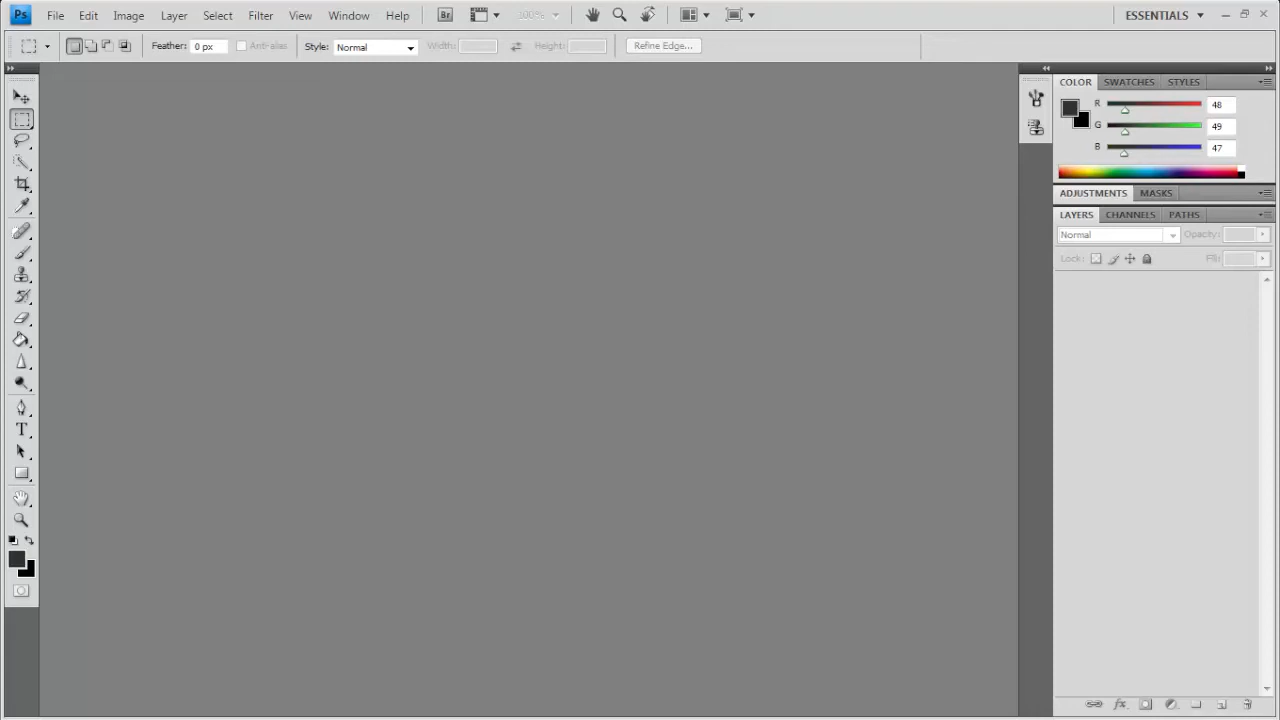 Ps File Edit Image Layer Select Filter View Window Help Br 100% ESSENTIALS
Feather: 0 px Anti-alias Style: Normal Width: Height: Refine Edge...
COLOR SWATCHES STYLES
R 48
G 49
B 47
ADJUSTMENTS MASKS
LAYERS CHANNELS PATHS
Normal Opacity:
Lock: Fill:
T
fx